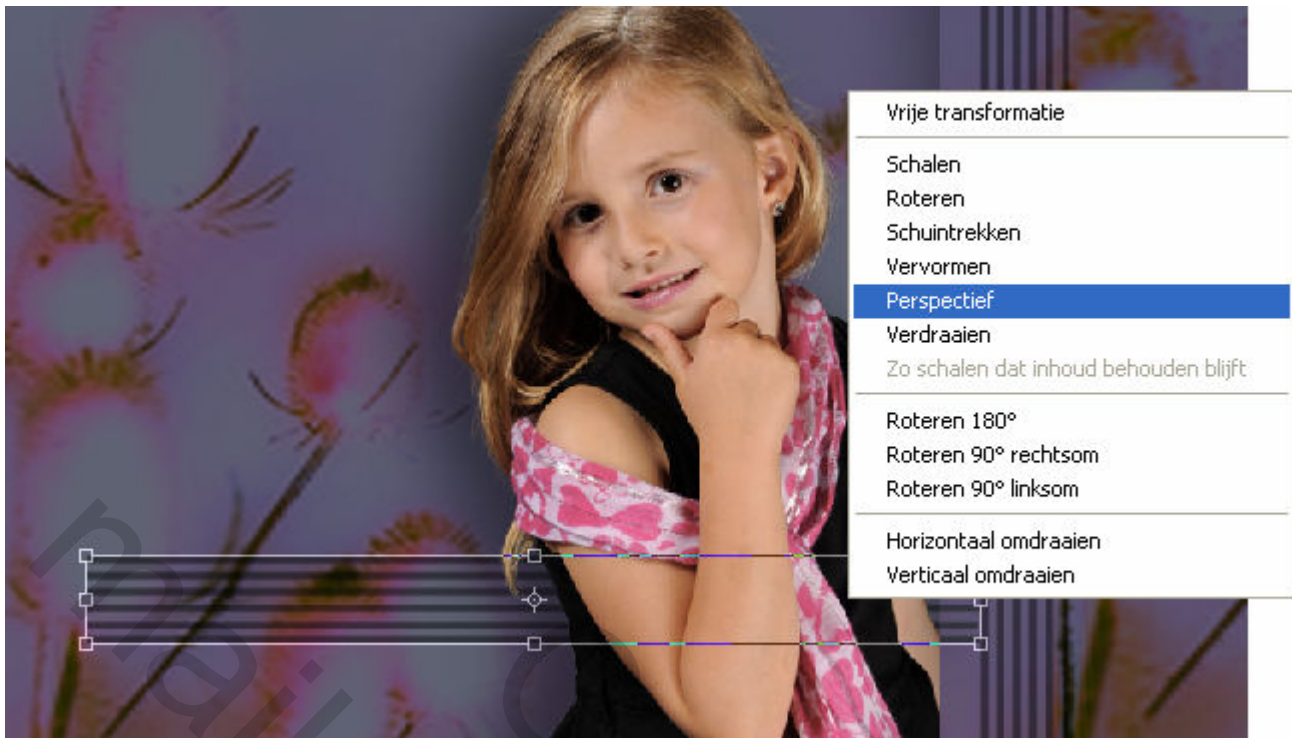 Vrije transformatie
Schalen
Roteren
Schuintrekken
Vervormen
Perspectief
Verdraaien
Zo schalen dat inhoud behouden blijft
Roteren 180°
Roteren 90° rechtsom
Roteren 90° linksom
Horizontaal omdraaien
Verticaal omdraaien